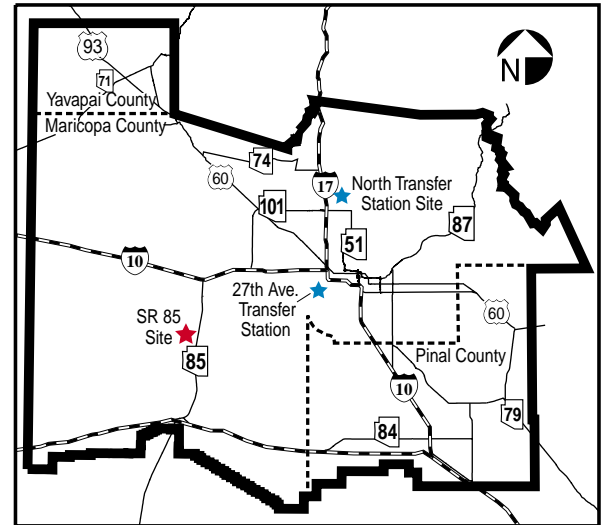 93
71
Yavapai County
Maricopa County
N
74
60
17
North Transfer
Station Site
101
51
87
10
27th Ave.
Transfer
Station
SR 85
Site
85
60
Pinal County
10
79
84